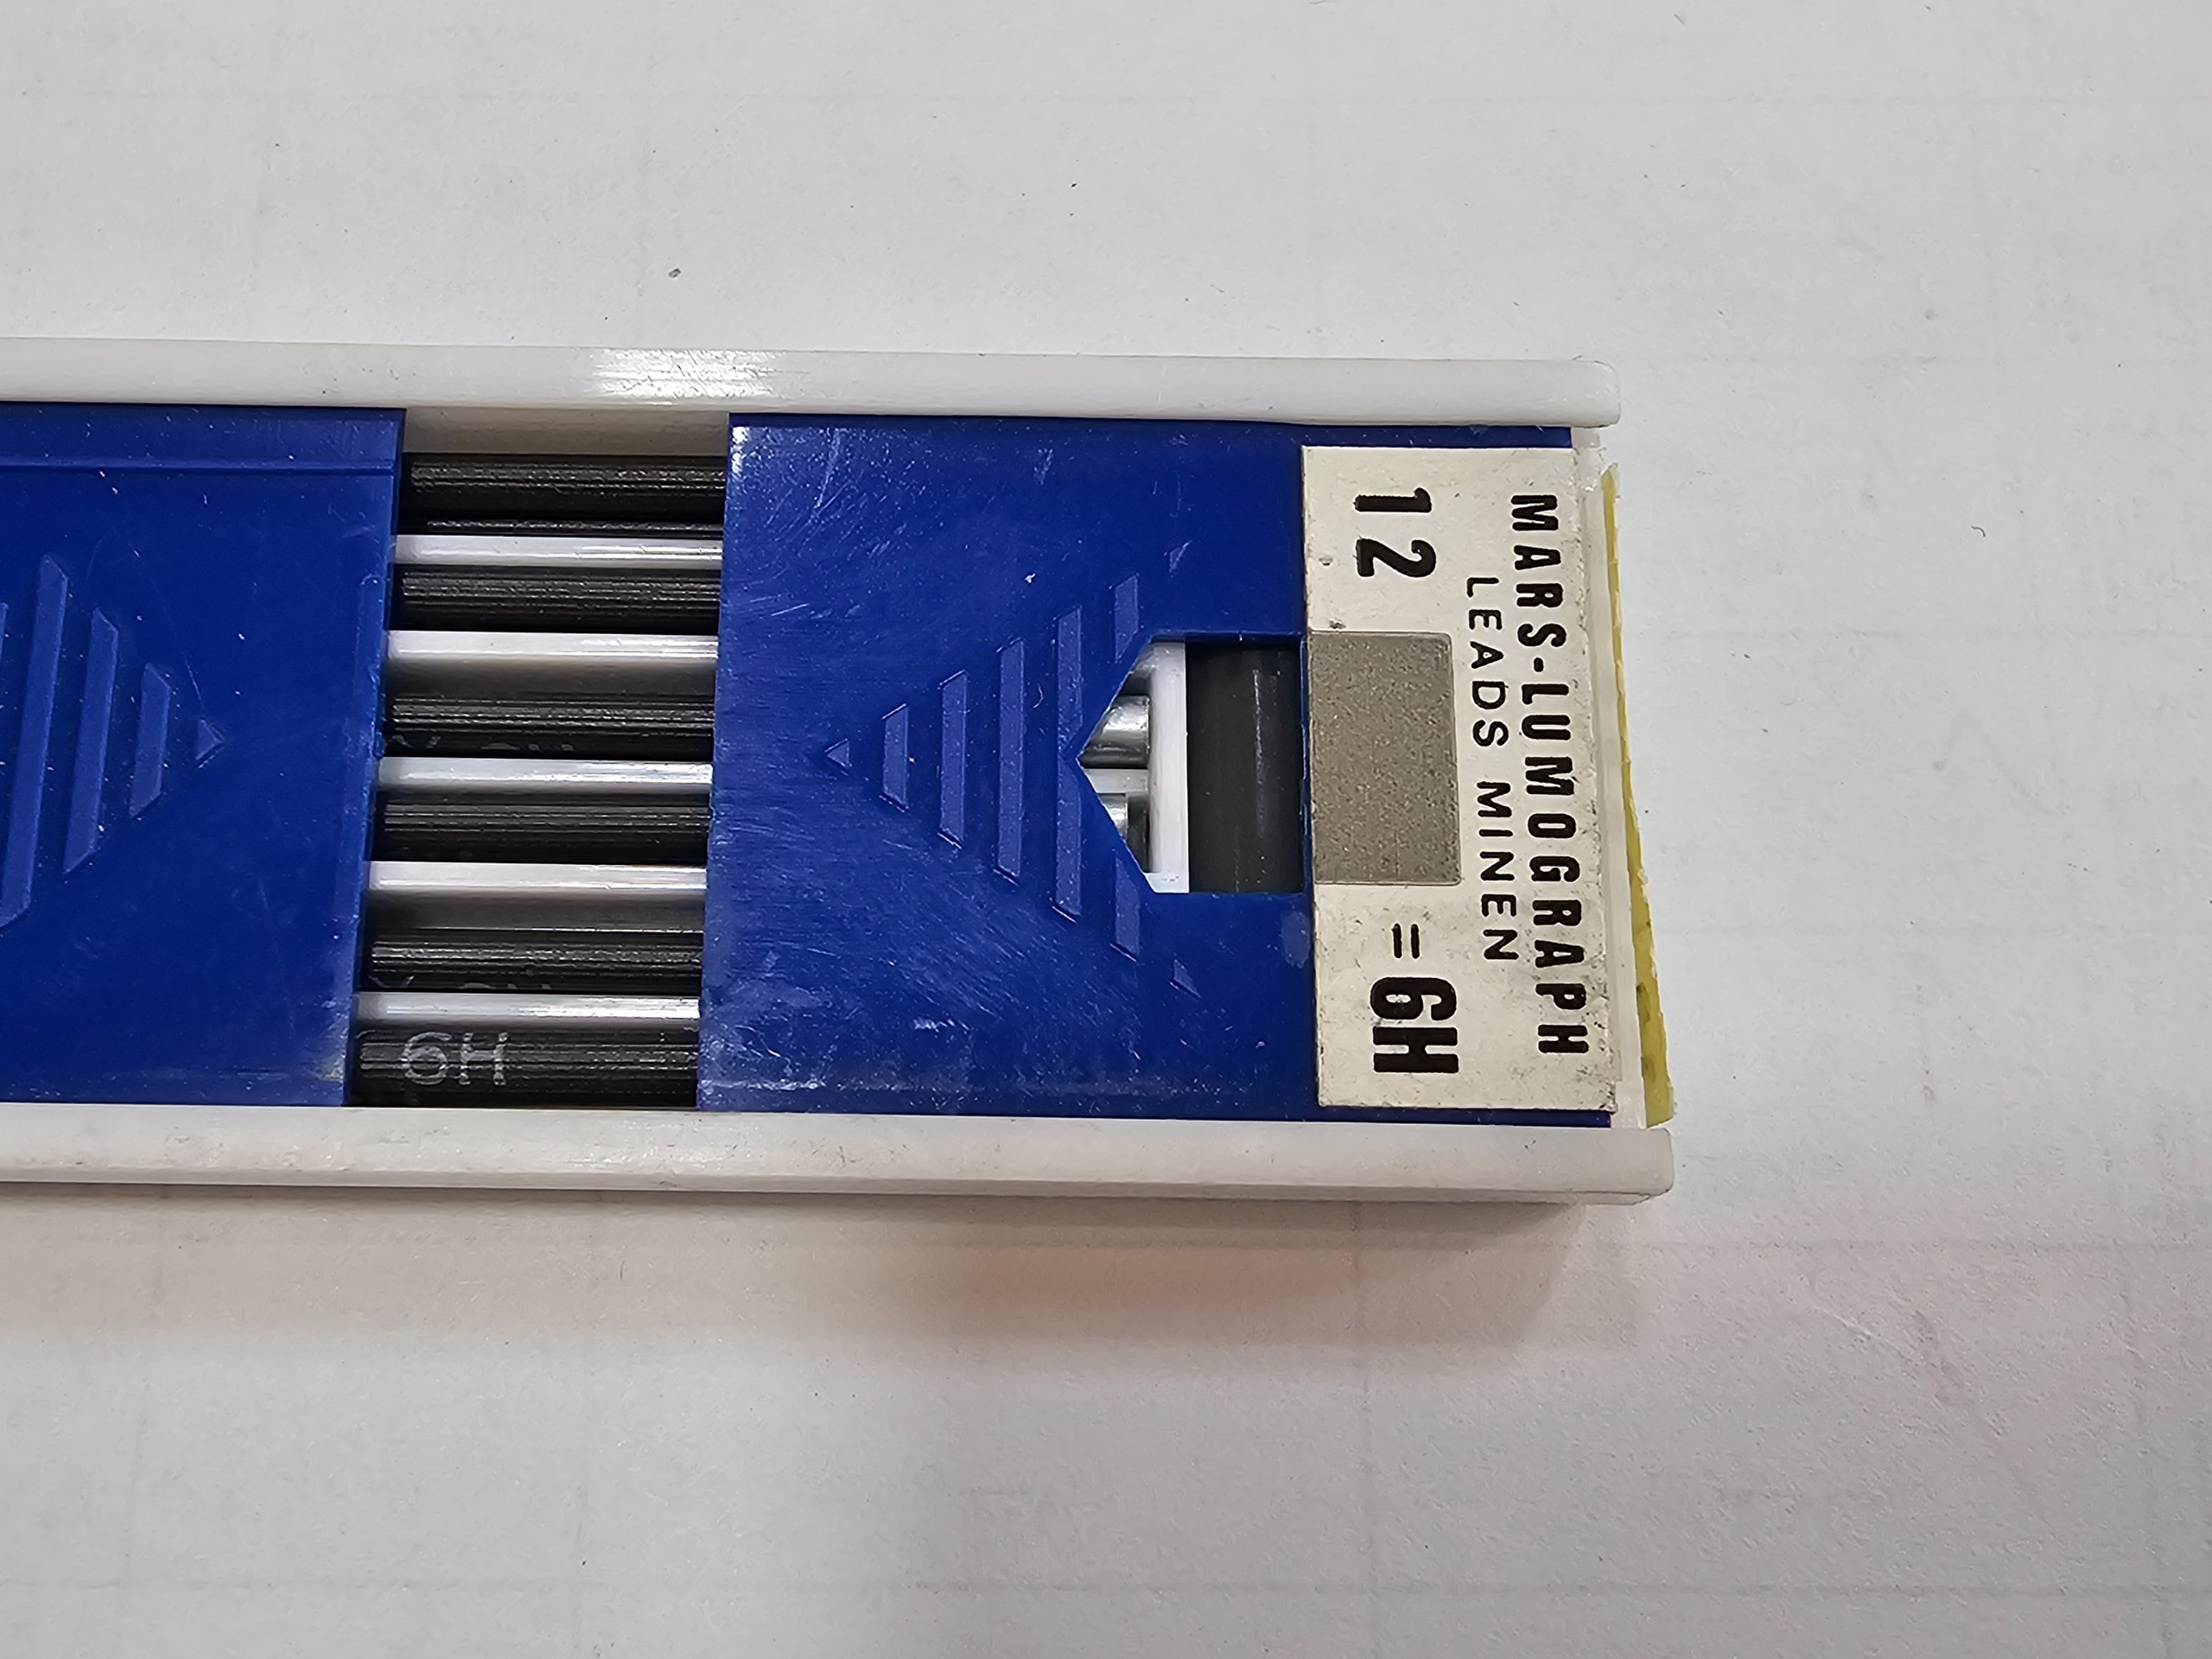 MARS-LUMOGRAPH
LEADS MINEN
12 = 6H
6H